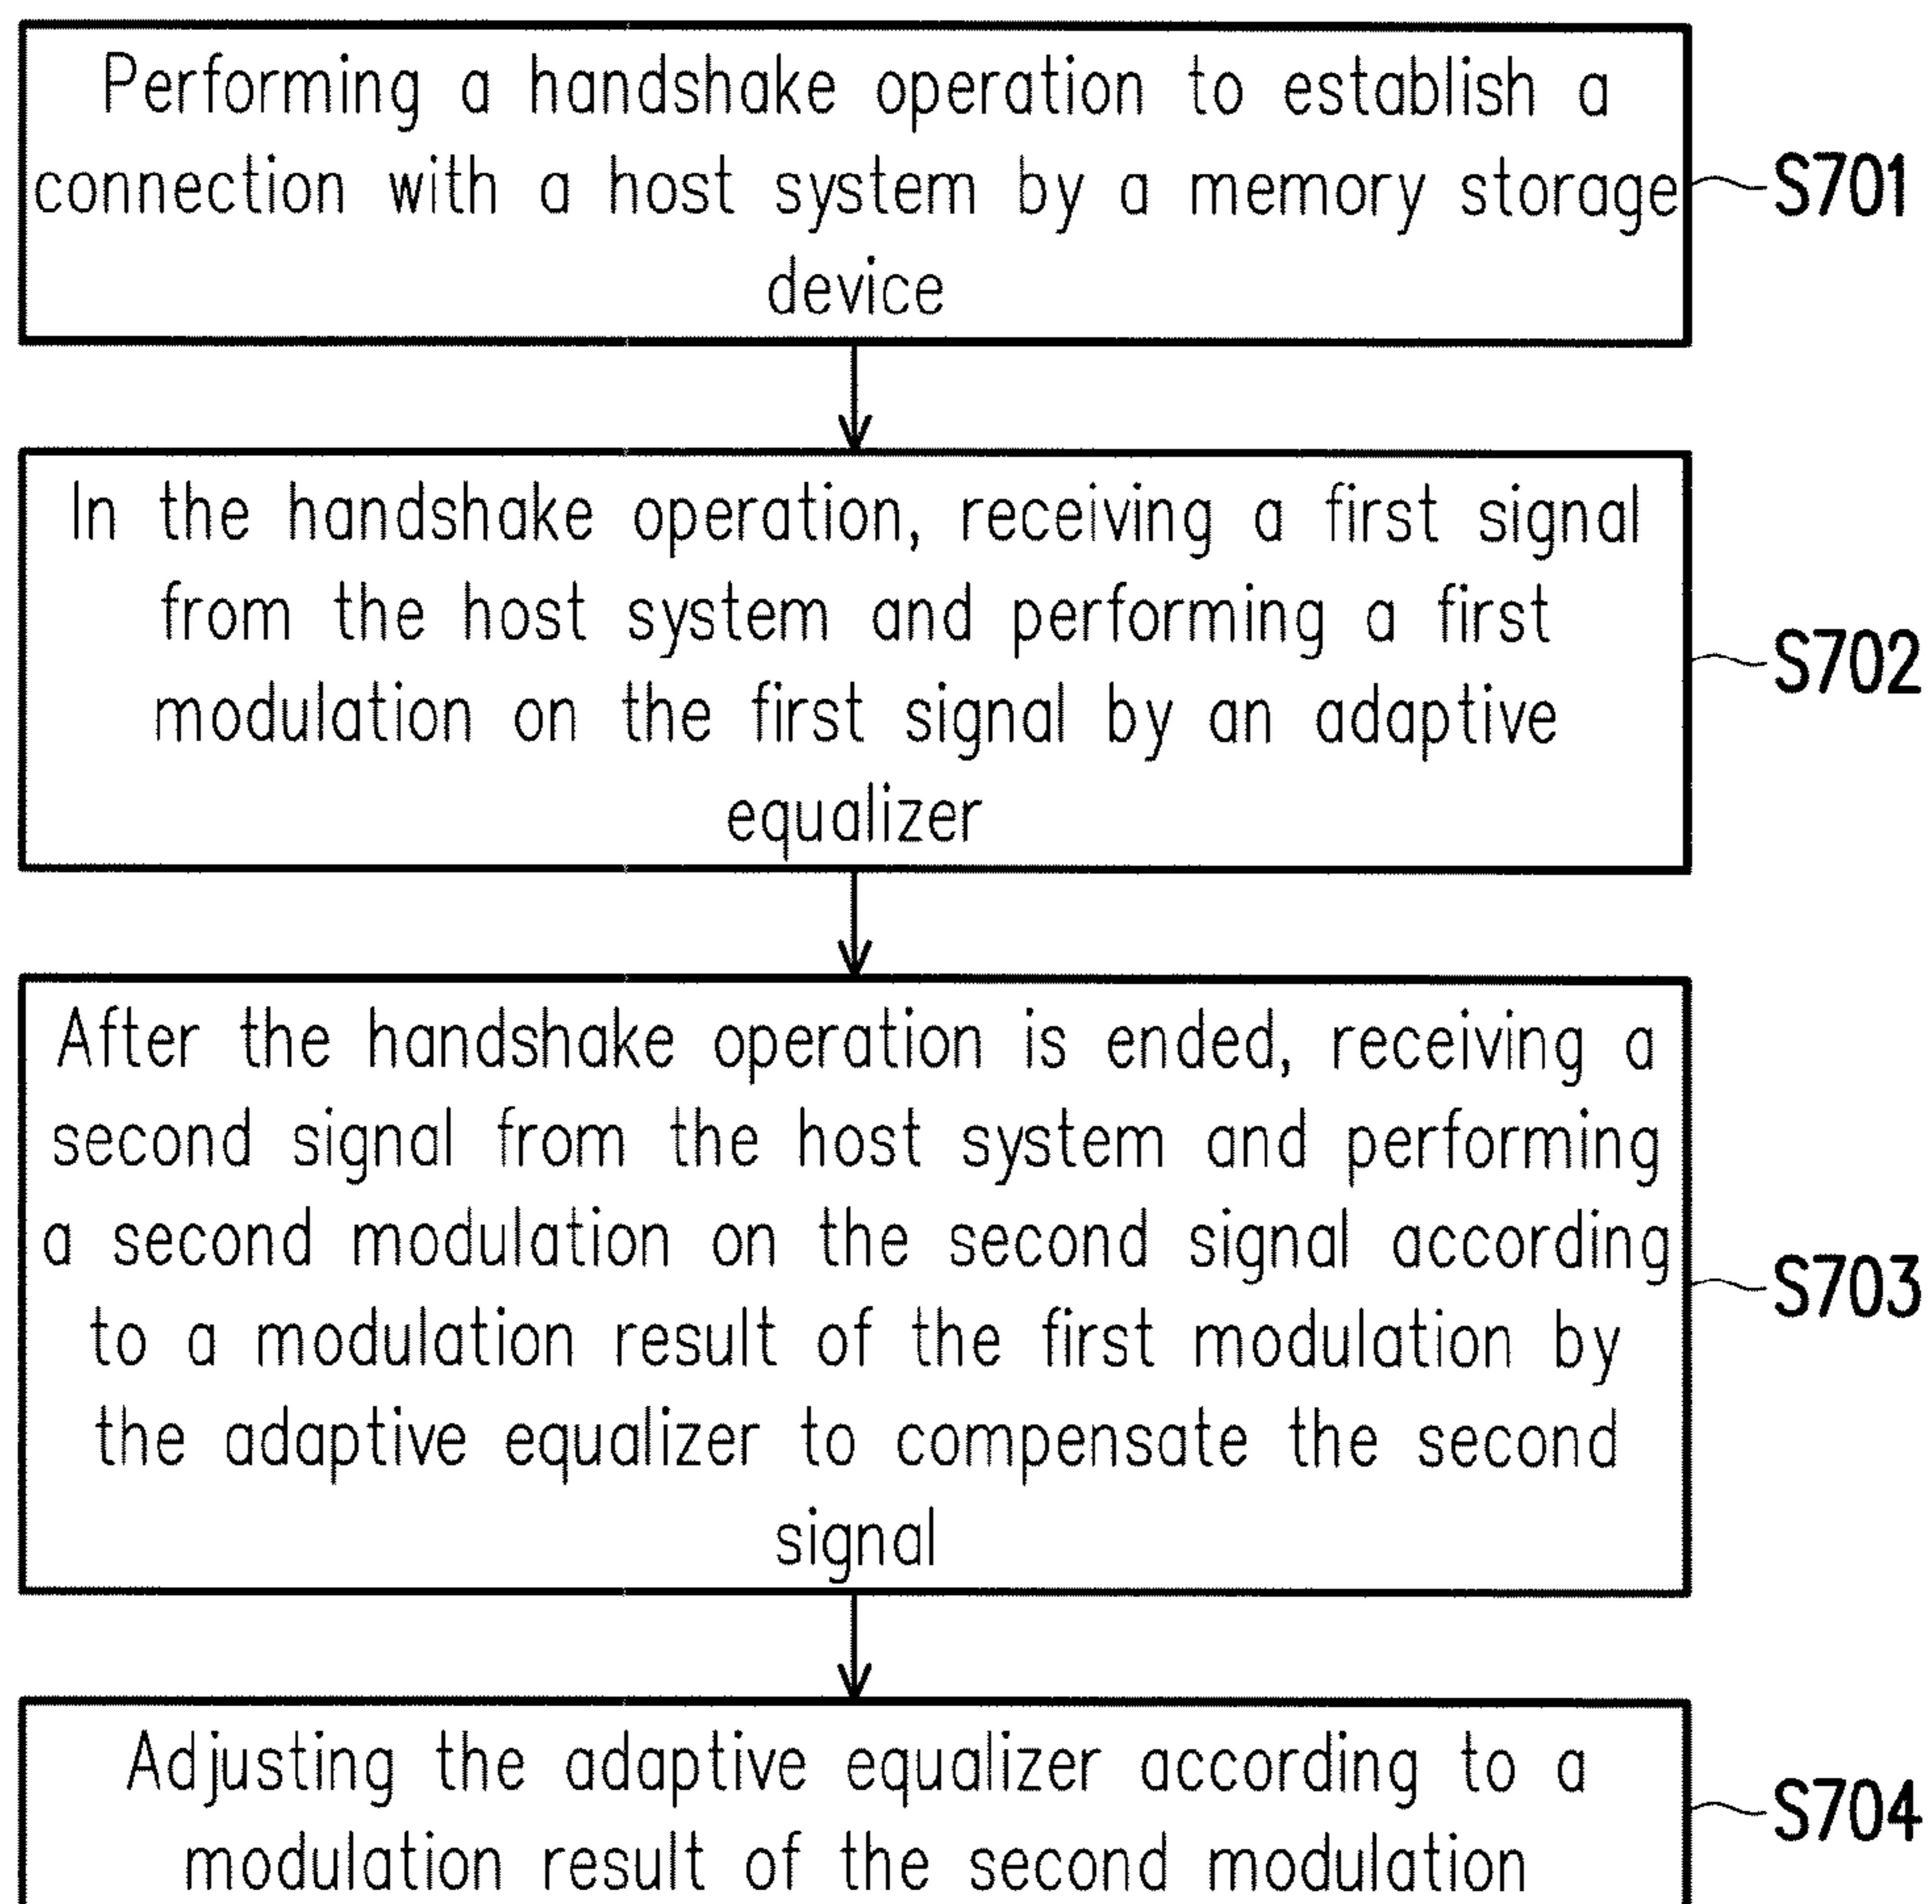 Performing a handshake operation to establish a
connection with a host system by a memory storage
device
S701
In the handshake operation, receiving a first signal
from the host system and performing a first
modulation on the first signal by an adaptive
equalizer
S702
After the handshake operation is ended, receiving a
second signal from the host system and performing
a second modulation on the second signal according
to a modulation result of the first modulation by
the adaptive equalizer to compensate the second
signal
S703
Adjusting the adaptive equalizer according to a
modulation result of the second modulation
S704